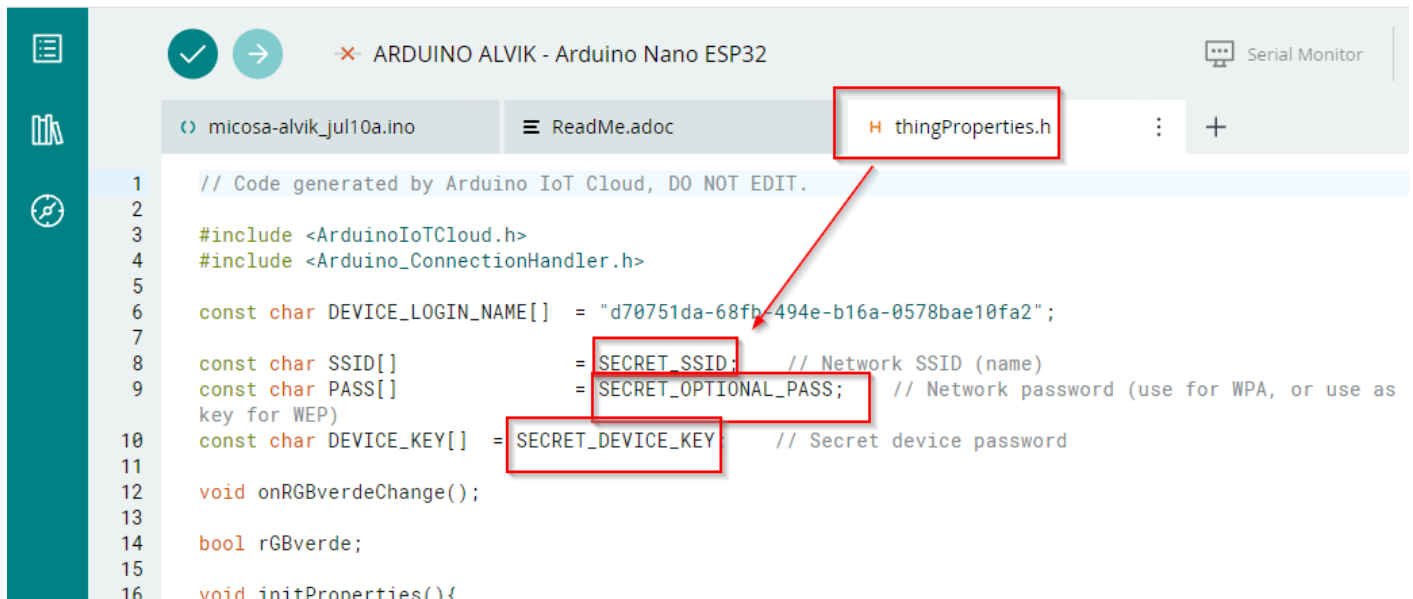 ARDUINO ALVIK - Arduino Nano ESP32
Serial Monitor
micosa-alvik_jul10a.ino
ReadMe.adoc
H thingProperties.h
1 // Code generated by Arduino IoT Cloud, DO NOT EDIT.
2
3 #include <ArduinoIoTCloud.h>
4 #include <Arduino_ConnectionHandler.h>
5
6 const char DEVICE_LOGIN_NAME[] = "d70751da-68fb-494e-b16a-0578bae10fa2";
7
8 const char SSID[] = SECRET_SSID; // Network SSID (name)
9 const char PASS[] = SECRET_OPTIONAL_PASS; // Network password (use for WPA, or use as
key for WEP)
10 const char DEVICE_KEY[] = SECRET_DEVICE_KEY; // Secret device password
11
12 void onRGBverdeChange();
13
14 bool rGBverde;
15
16 void initProperties(){